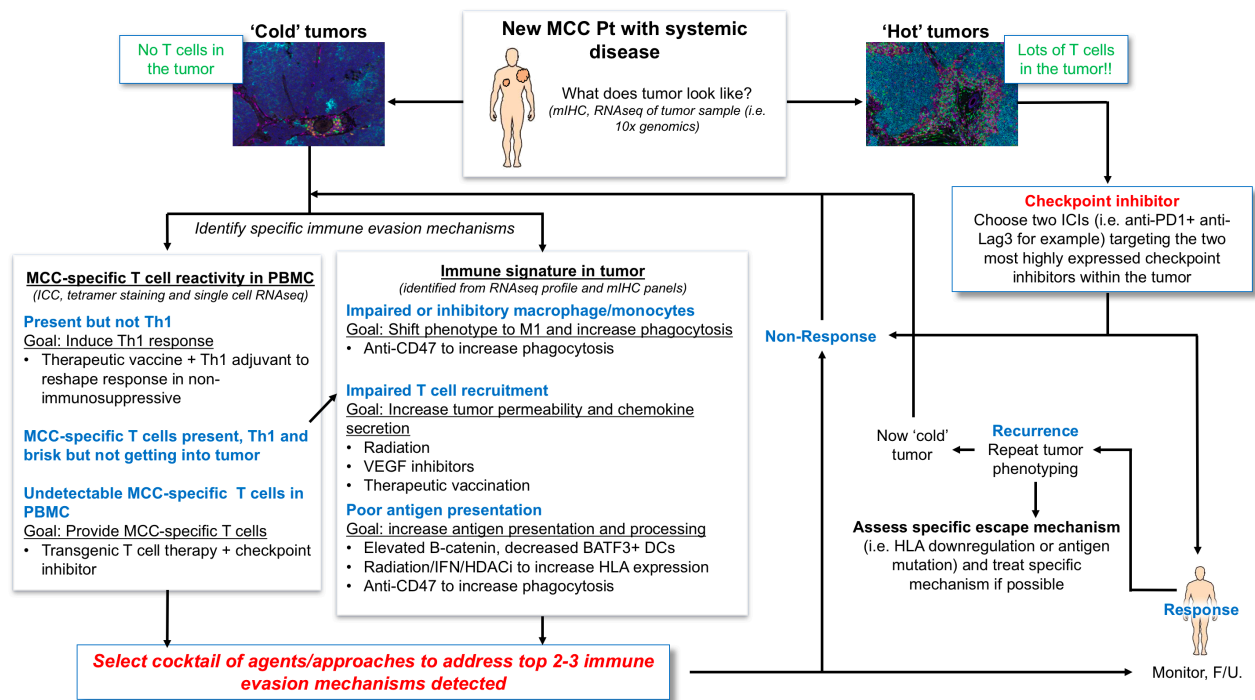 ‘Cold’ tumors
No T cells in
the tumor
New MCC Pt with systemic
disease
What does tumor look like?
(mIHC, RNAseq of tumor sample (i.e.
10x genomics)
‘Hot’ tumors
Lots of T cells
in the tumor!!
Checkpoint inhibitor
Choose two ICIs (i.e. anti-PD1+ anti-
Lag3 for example) targeting the two
most highly expressed checkpoint
inhibitors within the tumor
Identify specific immune evasion mechanisms
MCC-specific T cell reactivity in PBMC
(ICC, tetramer staining and single cell RNAseq)
Present but not Th1
Goal: Induce Th1 response
• Therapeutic vaccine + Th1 adjuvant to
reshape response in non-
immunosuppressive
MCC-specific T cells present, Th1 and
brisk but not getting into tumor
Undetectable MCC-specific T cells in
PBMC
Goal: Provide MCC-specific T cells
• Transgenic T cell therapy + checkpoint
inhibitor
Immune signature in tumor
(identified from RNAseq profile and mIHC panels)
Impaired or inhibitory macrophage/monocytes
Goal: Shift phenotype to M1 and increase phagocytosis
• Anti-CD47 to increase phagocytosis
Impaired T cell recruitment
Goal: Increase tumor permeability and chemokine
secretion
• Radiation
• VEGF inhibitors
• Therapeutic vaccination
Poor antigen presentation
Goal: increase antigen presentation and processing
• Elevated B-catenin, decreased BATF3+ DCs
• Radiation/IFN/HDACi to increase HLA expression
• Anti-CD47 to increase phagocytosis
Non-Response
Now ‘cold’
tumor
Recurrence
Repeat tumor
phenotyping
Assess specific escape mechanism
(i.e. HLA downregulation or antigen
mutation) and treat specific
mechanism if possible
Response
Monitor, F/U.
Select cocktail of agents/approaches to address top 2-3 immune
evasion mechanisms detected